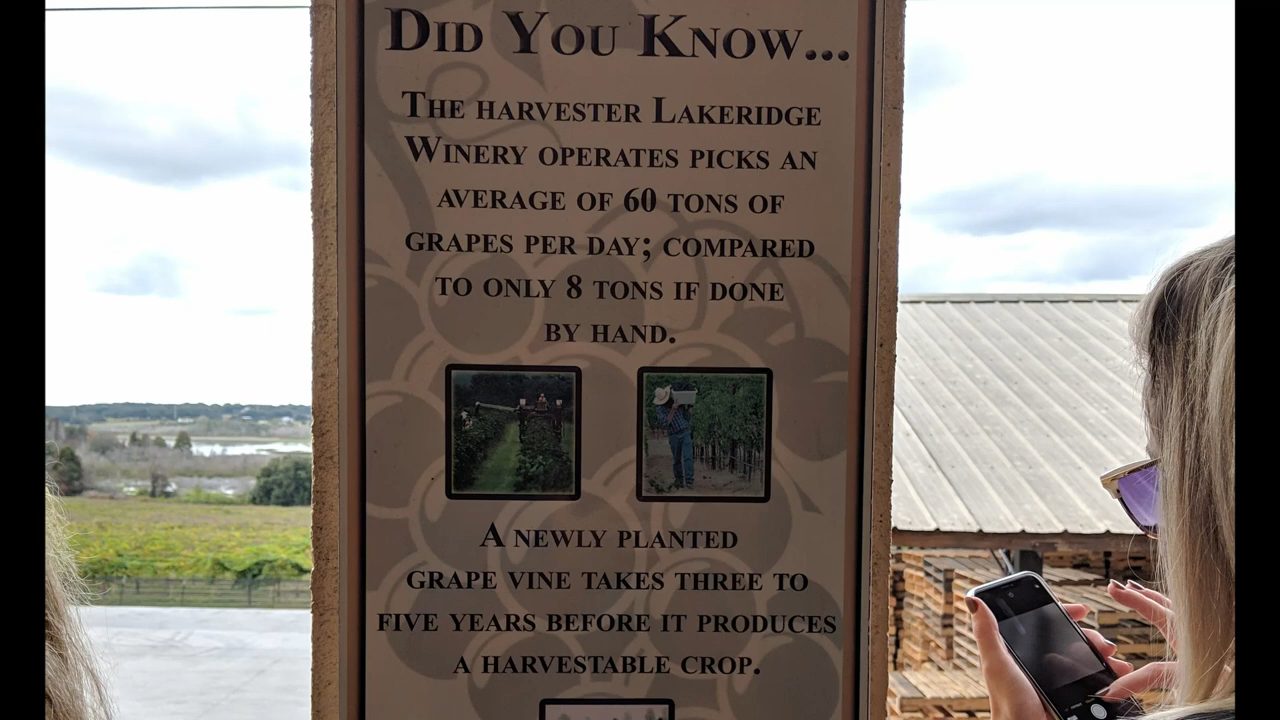 Did You Know...
The harvester Lakeridge
Winery operates picks an
average of 60 tons of
grapes per day; compared
to only 8 tons if done
by hand.
A newly planted
grape vine takes three to
five years before it produces
a harvestable crop.